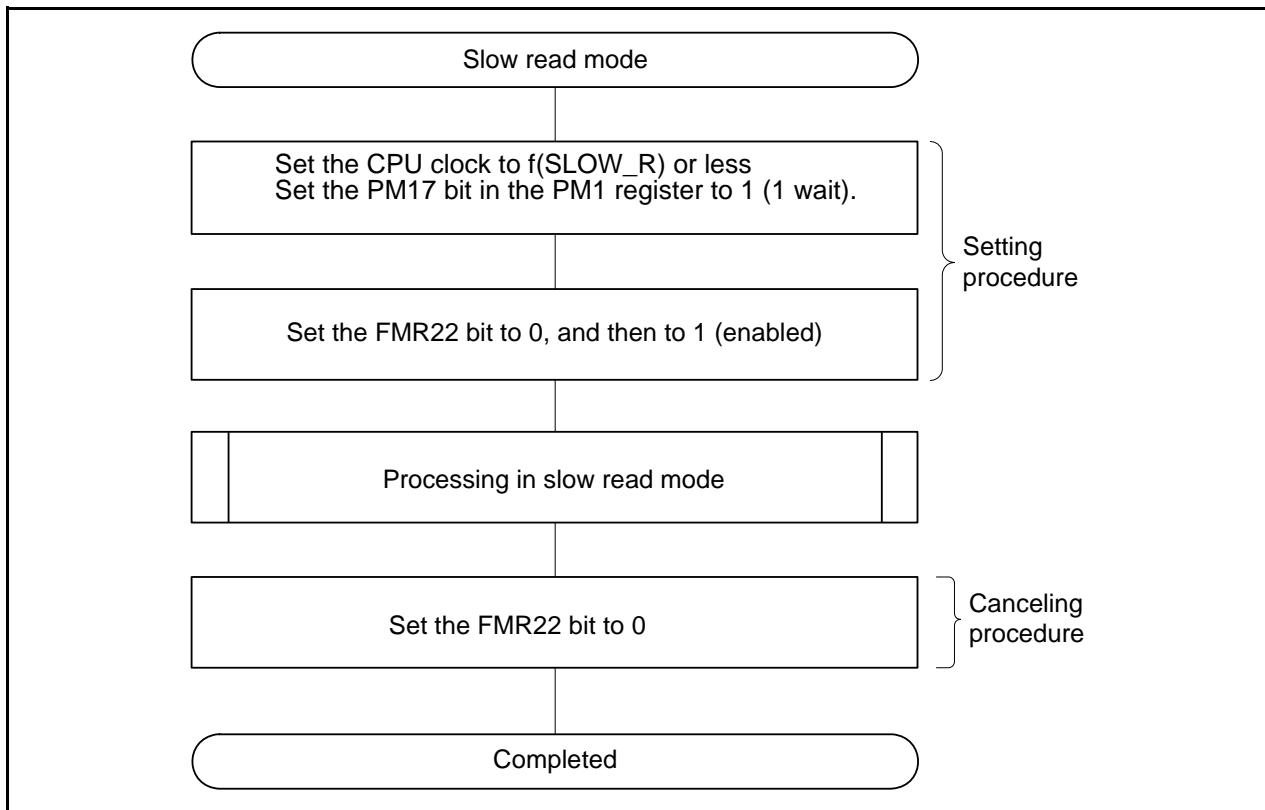 Slow read mode
Set the CPU clock to f(SLOW_R) or less
Set the PM17 bit in the PM1 register to 1 (1 wait).
Setting
procedure
Set the FMR22 bit to 0, and then to 1 (enabled)
Processing in slow read mode
Set the FMR22 bit to 0
Canceling
procedure
Completed